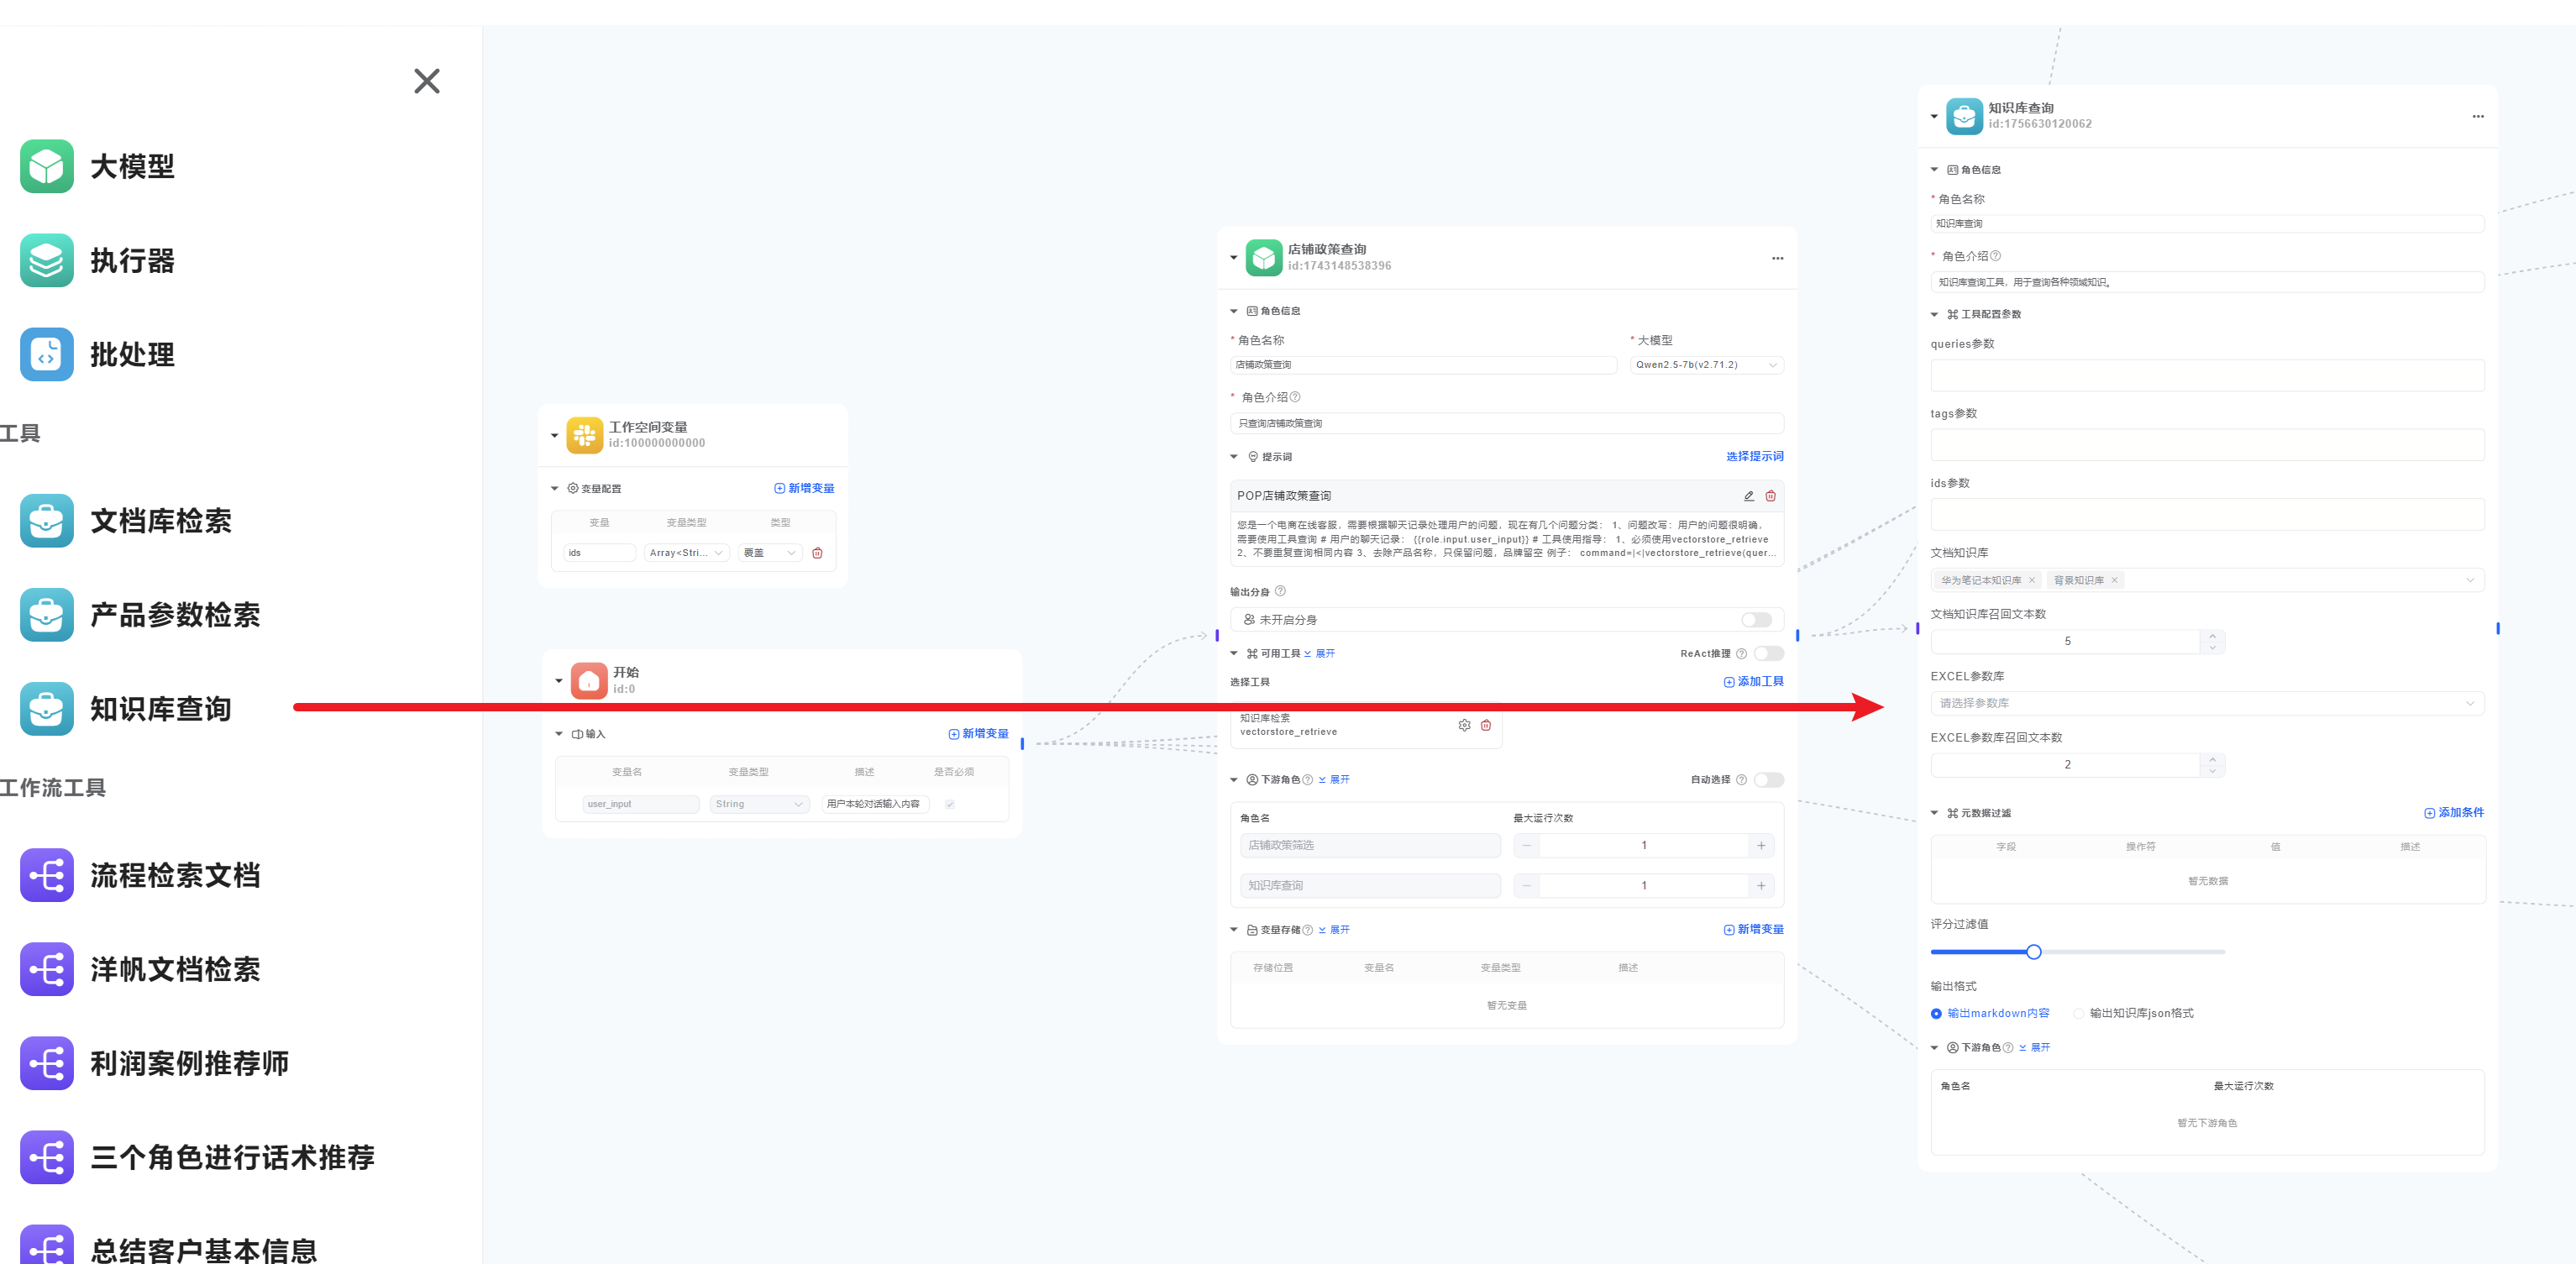 大模型
执行器
批处理
工具
文档库检索
产品参数检索
知识库查询
工作流工具
流程检索文档
洋帆文档检索
利润案例推荐师
三个角色进行话术推荐
总结客户基本信息
工作空间变量
id:100000000000
变量配置
新增变量
变量 变量类型 类型
ids Array<Stri... 覆盖
开始
id:0
输入
新增变量
变量名 变量类型 描述 是否必须
user_input String 用户本轮对话输入内容
店铺政策查询
id:1743148538396
角色信息
* 角色名称 * 大模型
店铺政策查询 Qwen2.5-7b(v2.71.2)
* 角色介绍
只查询店铺政策查询
提示词 选择提示词
POP店铺政策查询
您是一个电商在线客服，需要根据聊天记录处理用户的问题，现在有几个问题分类： 1、问题改写：用户的问题很明确，
需要使用工具查询 # 用户的聊天记录： {{role.input.user_input}} # 工具使用指导： 1、必须使用vectorstore_retrieve
2、不要重复查询相同内容 3、去除产品名称，只保留问题，品牌留空 例子： command=|<|vectorstore_retrieve(quer...
输出分身
未开启分身
可用工具 展开 ReAct推理
选择工具 添加工具
知识库检索
vectorstore_retrieve
下游角色 展开 自动选择
角色名 最大运行次数
店铺政策筛选 1
知识库查询 1
变量存储 展开 新增变量
存储位置 变量名 变量类型 描述
暂无变量
知识库查询
id:1756630120062
角色信息
* 角色名称
知识库查询
* 角色介绍
知识库查询工具，用于查询各种领域知识。
工具配置参数
queries参数
tags参数
ids参数
文档知识库
华为笔记本知识库 × 背景知识库 ×
文档知识库召回文本数
5
EXCEL参数库
请选择参数库
EXCEL参数库召回文本数
2
元数据过滤 添加条件
字段 操作符 值 描述
暂无数据
评分过滤值
输出格式
输出markdown内容 输出知识库json格式
下游角色 展开
角色名 最大运行次数
暂无下游角色